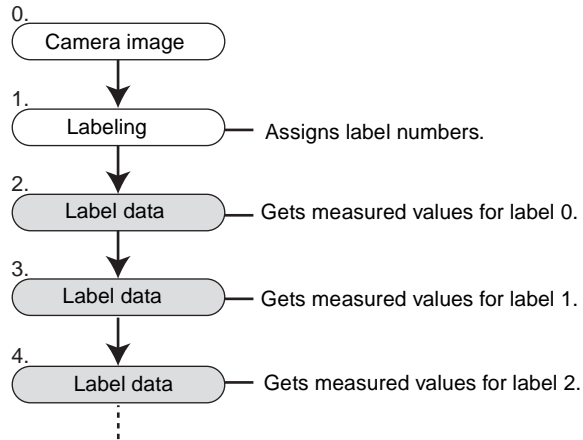 0.
Camera image
1.
Labeling
Assigns label numbers.
2.
Label data
Gets measured values for label 0.
3.
Label data
Gets measured values for label 1.
4.
Label data
Gets measured values for label 2.